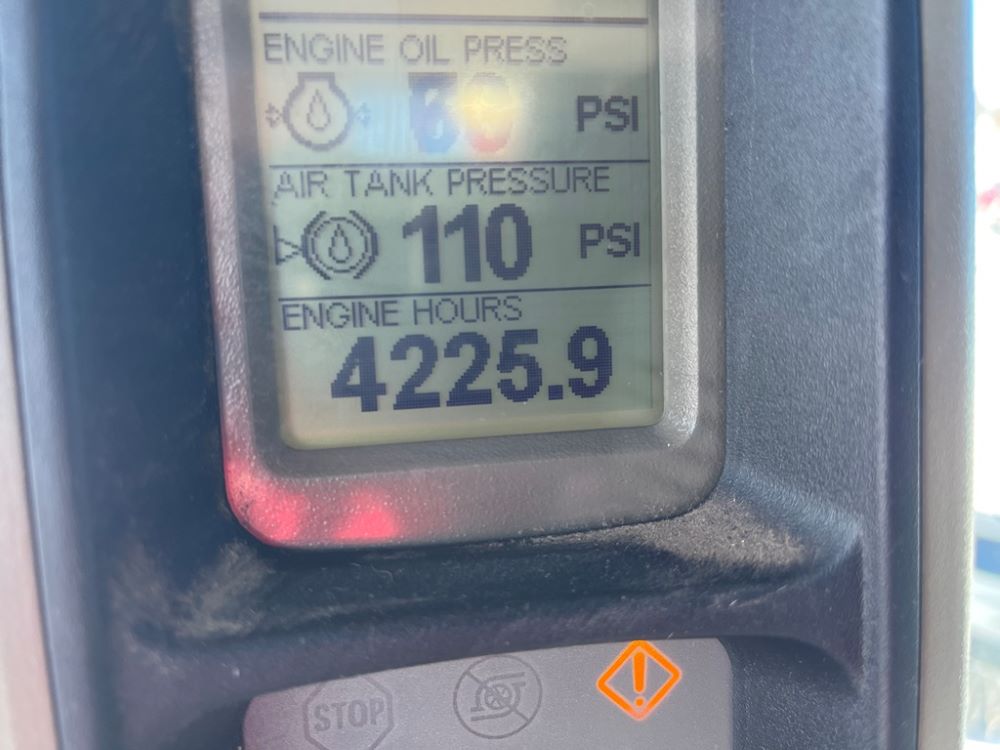 ENGINE OIL PRESS
PSI
AIR TANK PRESSURE
110 PSI
ENGINE HOURS
4225.9
STOP
!